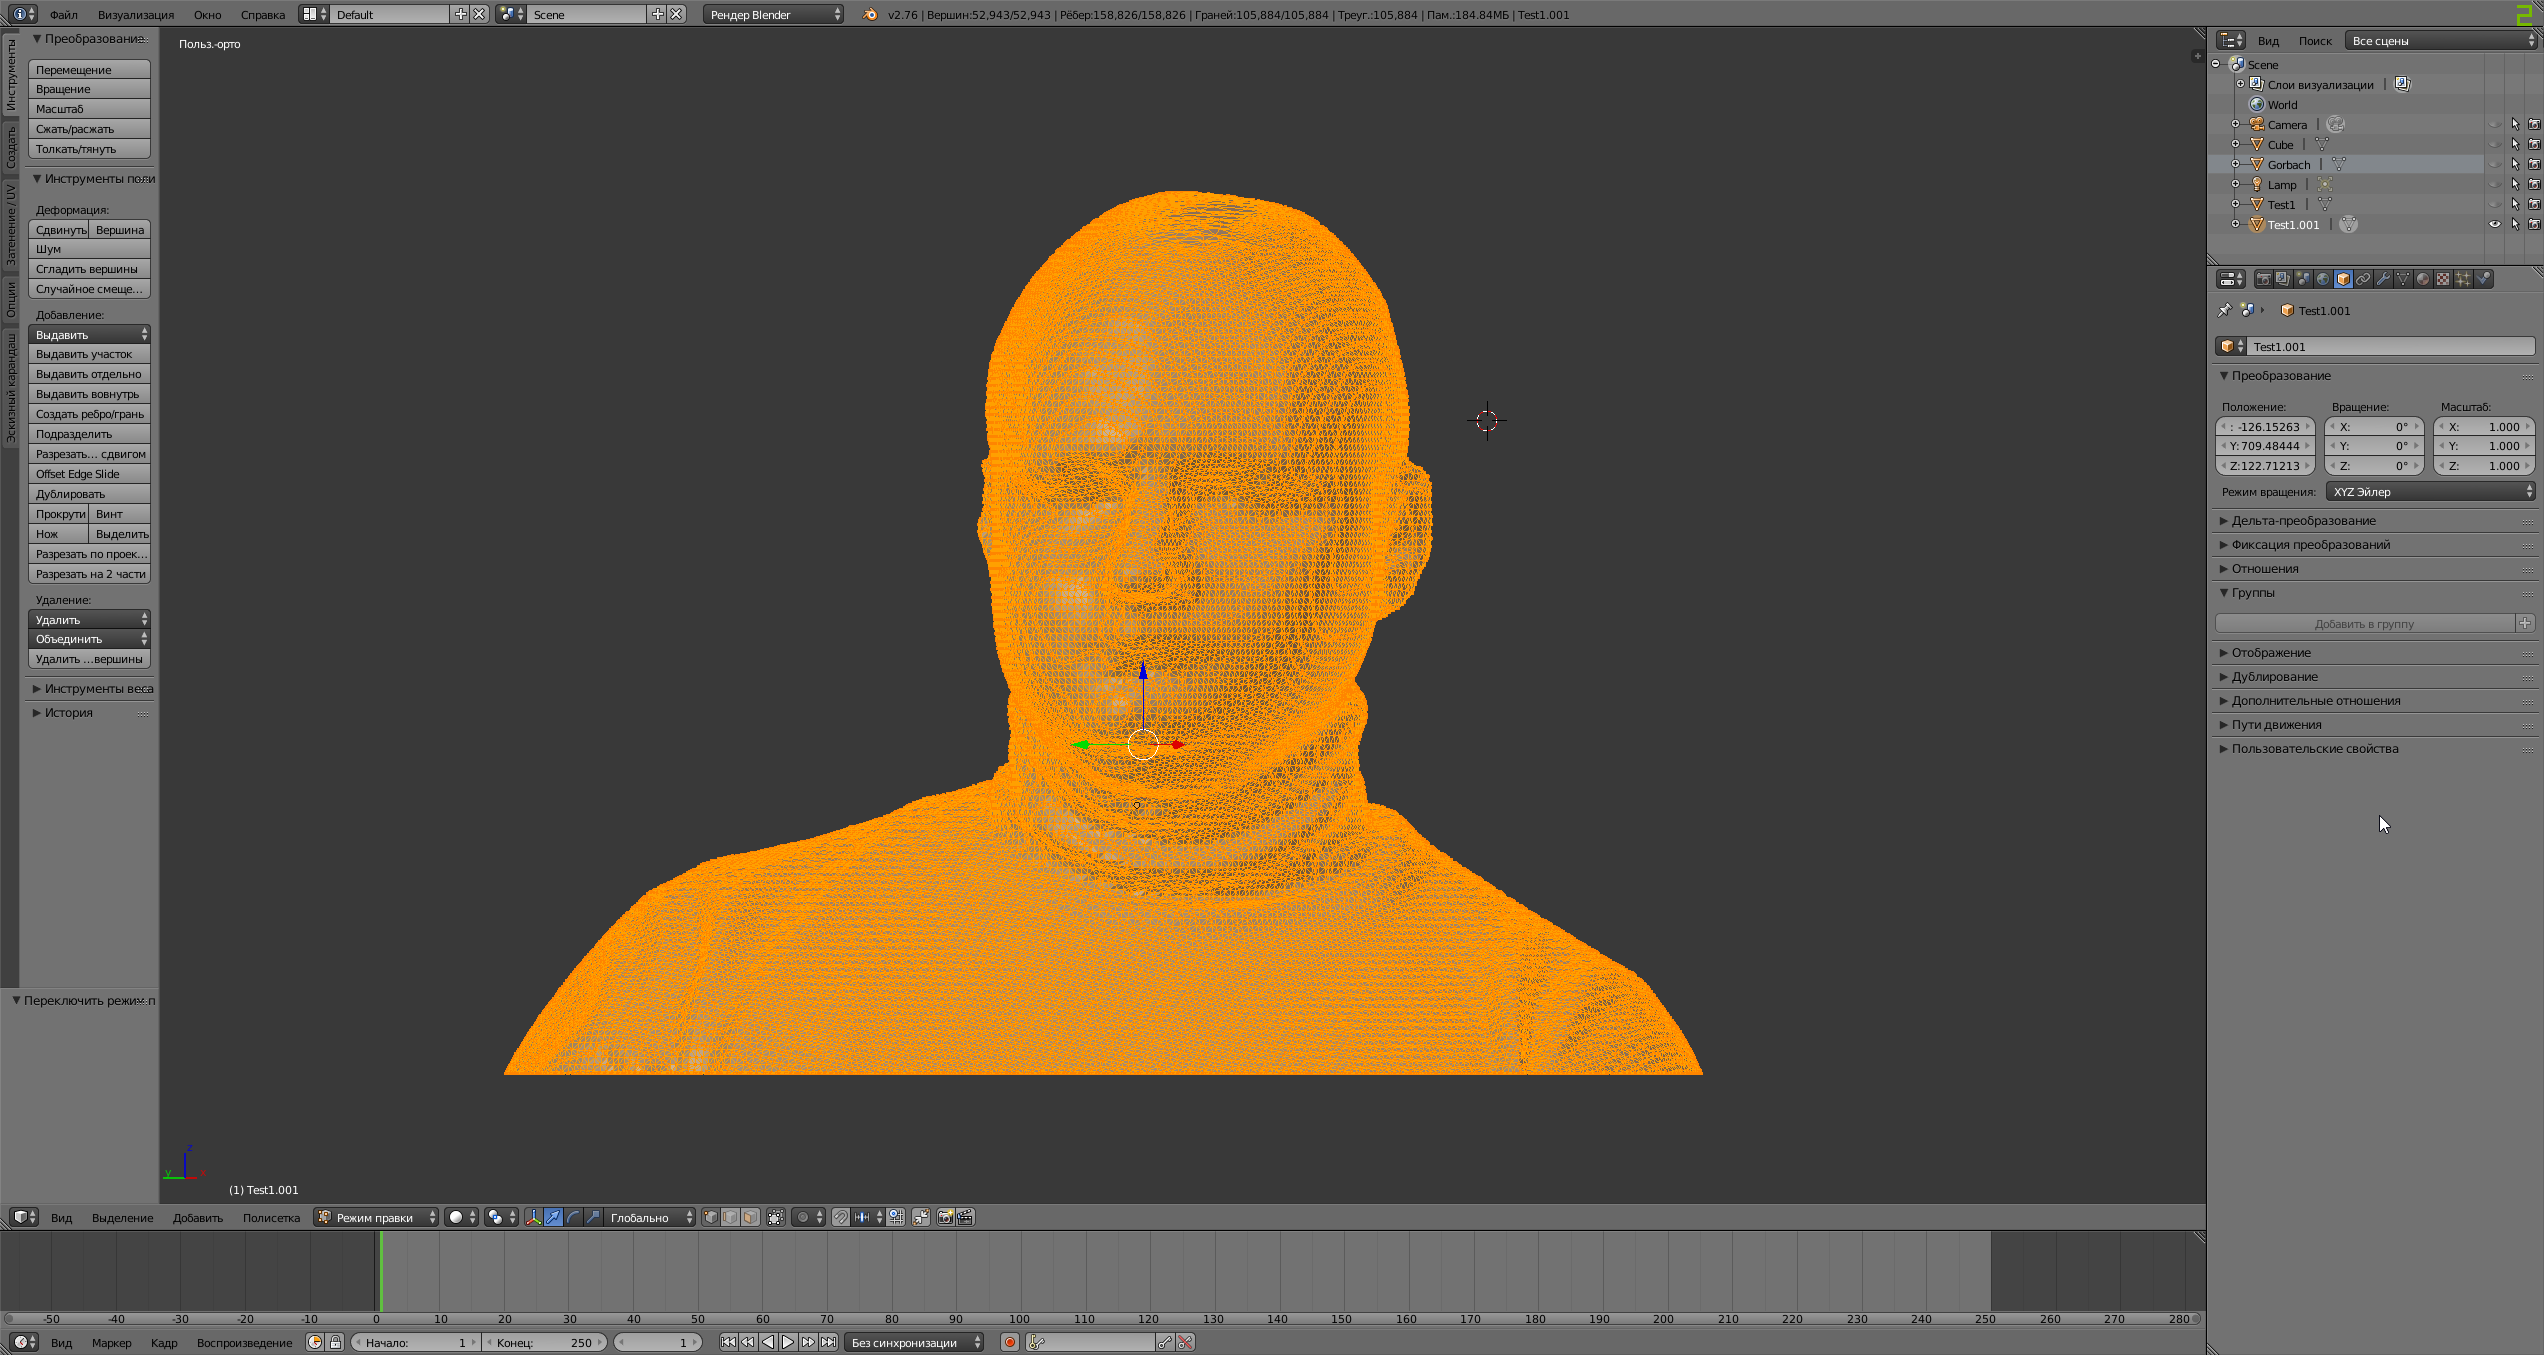 Файл Визуализация Окно Справка Default Scene Рендер Blender v2.76 | Вершин:52,943/52,943 | Рёбер:158,826/158,826 | Граней:105,884/105,884 | Треуг.:105,884 | Пам.:184.84МБ | Test1.001
2
Инструменты
Создать
Затенение / UV
Опции
Эскизный карандаш
Преобразование
Перемещение
Вращение
Масштаб
Сжать/расжать
Толкать/тянуть
Инструменты поли
Деформация:
Сдвинуть Вершина
Шум
Сгладить вершины
Случайное смеще...
Добавление:
Выдавить
Выдавить участок
Выдавить отдельно
Выдавить вовнутрь
Создать ребро/грань
Подразделить
Разрезать... сдвигом
Offset Edge Slide
Дублировать
Прокрути Винт
Нож Выделить
Разрезать по проек...
Разрезать на 2 части
Удаление:
Удалить
Объединить
Удалить ...вершины
Инструменты веса
История
Переключить режим п
Польз.-орто
z
y x
(1) Test1.001
Вид Выделение Добавить Полисетка Режим правки Глобально
-50 -40 -30 -20 -10 0 10 20 30 40 50 60 70 80 90 100 110 120 130 140 150 160 170 180 190 200 210 220 230 240 250 260 270 280
Вид Маркер Кадр Воспроизведение Начало: 1 Конец: 250 1 Без синхронизации
Вид Поиск Все сцены
Scene
Слои визуализации |
World
Camera |
Cube |
Gorbach |
Lamp |
Test1 |
Test1.001 |
Test1.001
Test1.001
Преобразование
Положение: Вращение: Масштаб:
: -126.15263 X: 0° X: 1.000
Y:709.48444 Y: 0° Y: 1.000
Z:122.71213 Z: 0° Z: 1.000
Режим вращения: XYZ Эйлер
Дельта-преобразование
Фиксация преобразований
Отношения
Группы
Добавить в группу
Отображение
Дублирование
Дополнительные отношения
Пути движения
Пользовательские свойства